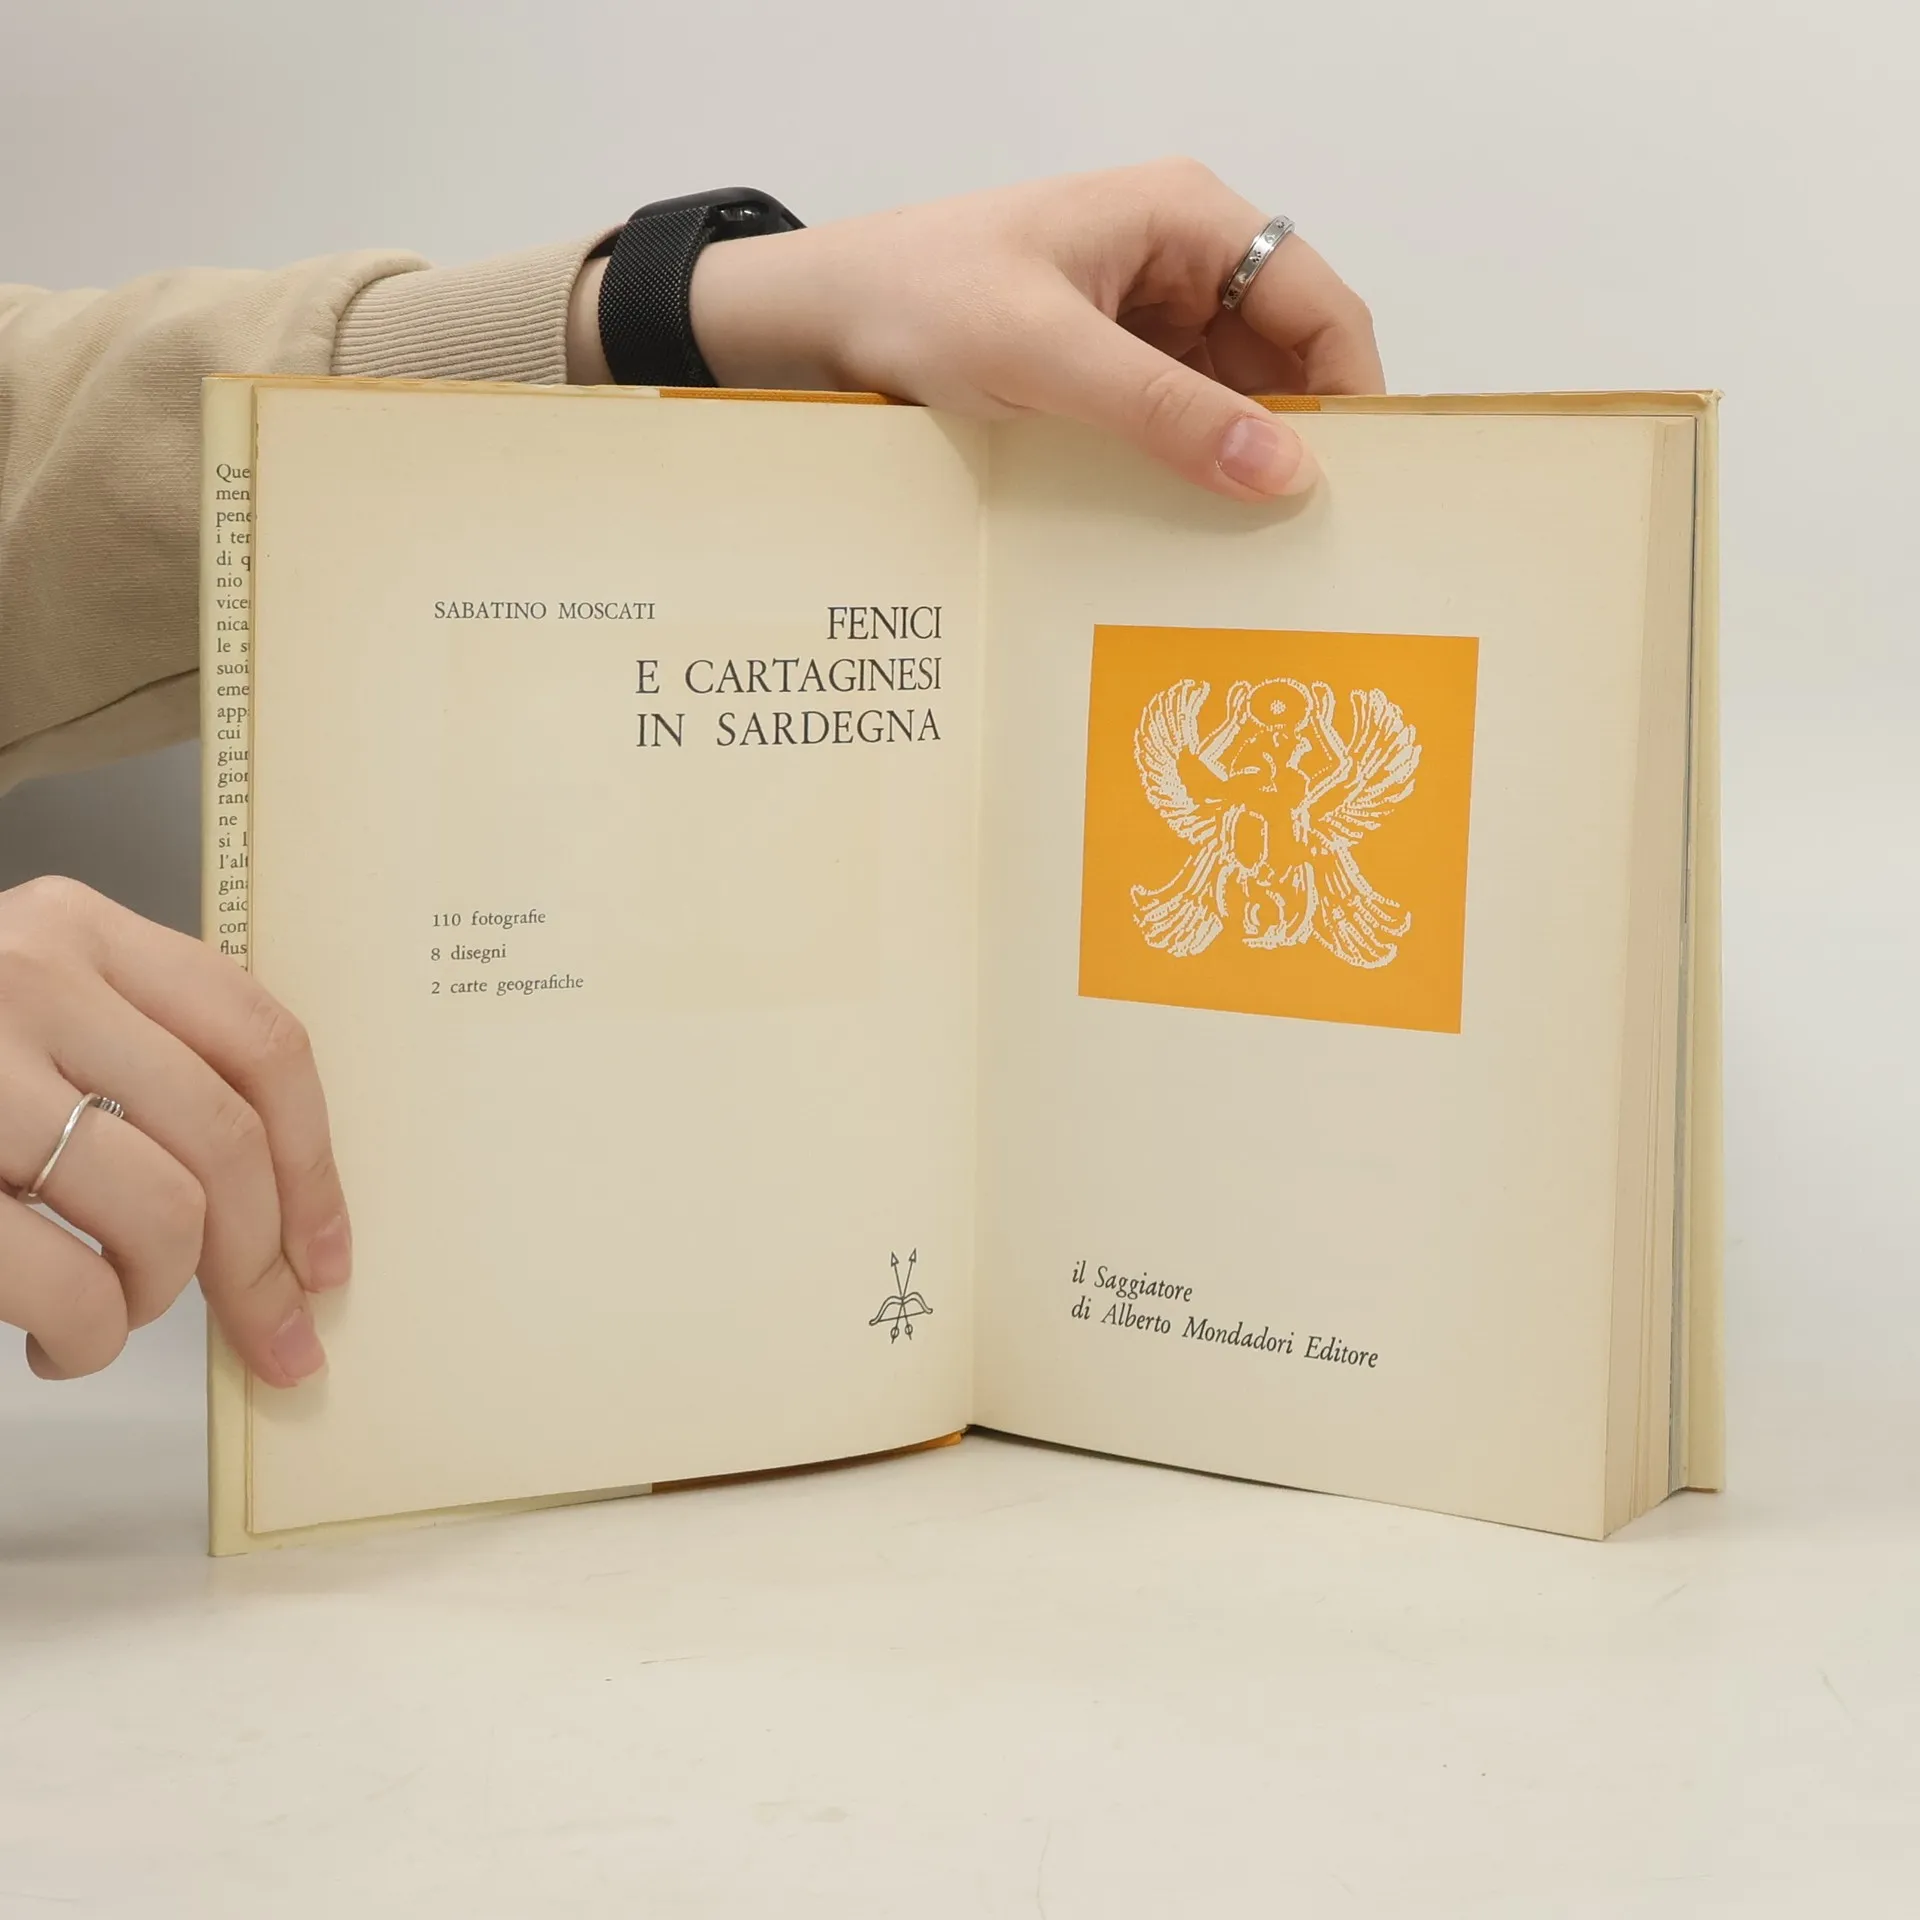 SABATINO MOSCATI
FENICI
E CARTAGINESI
IN SARDEGNA
110 fotografie
8 disegni
2 carte geografiche
il Saggiatore
di Alberto Mondadori Editore